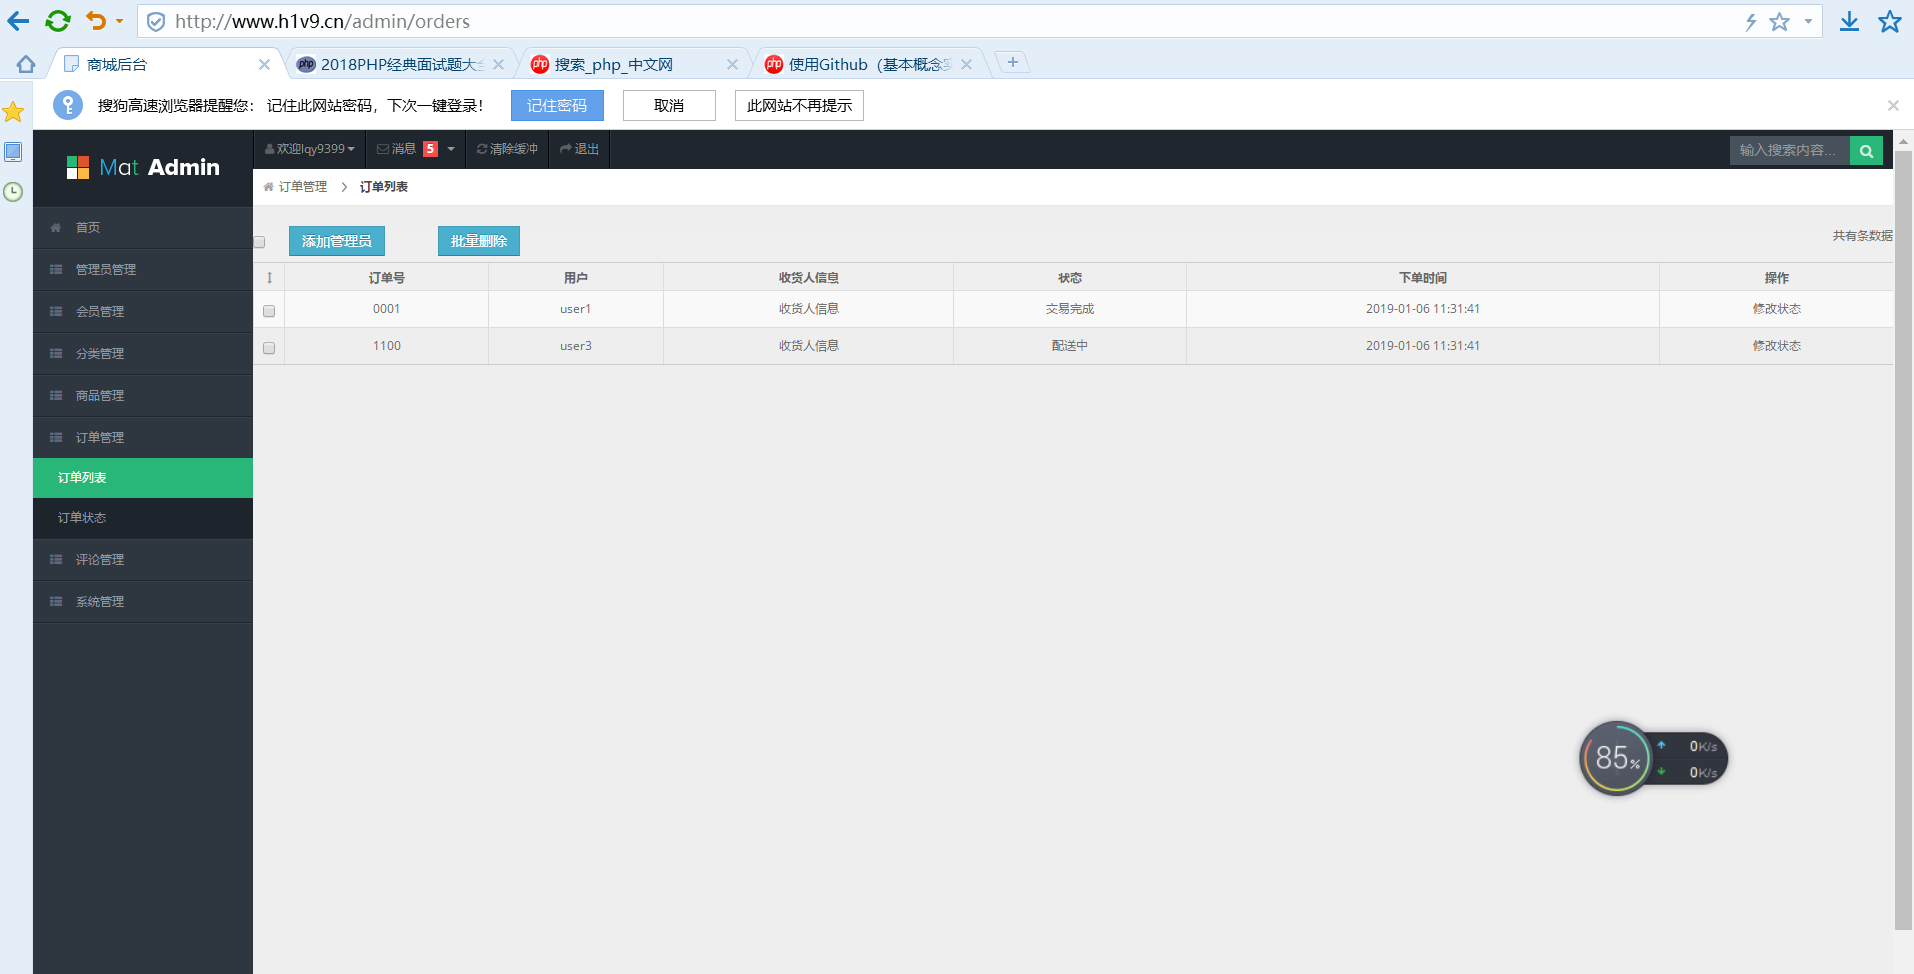 http://www.h1v9.cn/admin/orders
商城后台
2018PHP经典面试题大全
搜索_php_中文网
使用Github（基本概念实
搜狗高速浏览器提醒您： 记住此网站密码，下次一键登录！ 记住密码 取消 此网站不再提示
Mat Admin
欢迎lqy9399 消息 5 清除缓冲 退出 输入搜索内容...
订单管理 > 订单列表
首页
管理员管理
会员管理
分类管理
商品管理
订单管理
订单列表
订单状态
评论管理
系统管理
添加管理员 批量删除 共有条数据
订单号 用户 收货人信息 状态 下单时间 操作
0001 user1 收货人信息 交易完成 2019-01-06 11:31:41 修改状态
1100 user3 收货人信息 配送中 2019-01-06 11:31:41 修改状态
85%
0K/s
0K/s